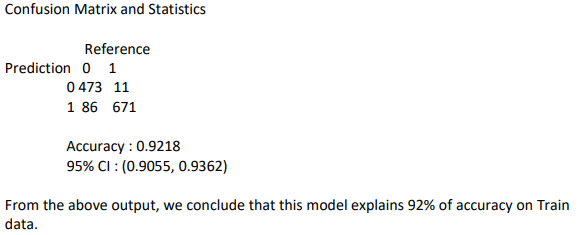 Confusion Matrix and Statistics
Reference
Prediction 0 1
0 473 11
1 86 671
Accuracy : 0.9218
95% CI : (0.9055, 0.9362)
From the above output, we conclude that this model explains 92% of accuracy on Train
data.